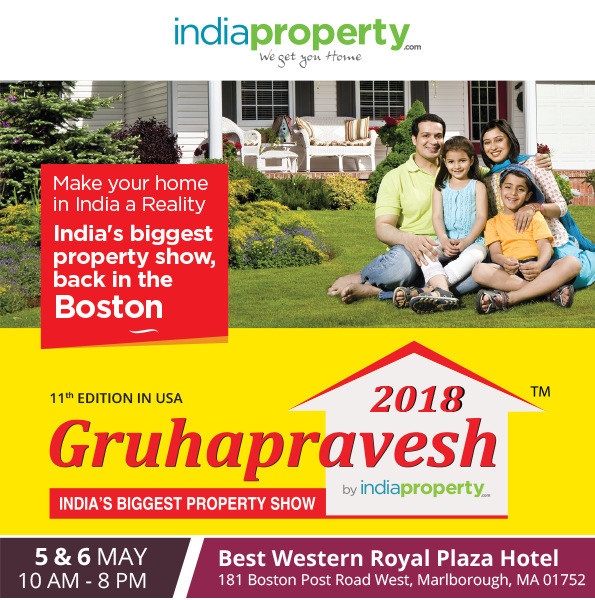 indiaproperty.com
We get you Home
Make your home
in India a Reality
India's biggest
property show,
back in the
Boston
11th EDITION IN USA
2018
TM
Gruhapravesh
by indiaproperty.com
INDIA'S BIGGEST PROPERTY SHOW
5 & 6 MAY
10 AM - 8 PM
Best Western Royal Plaza Hotel
181 Boston Post Road West, Marlborough, MA 01752